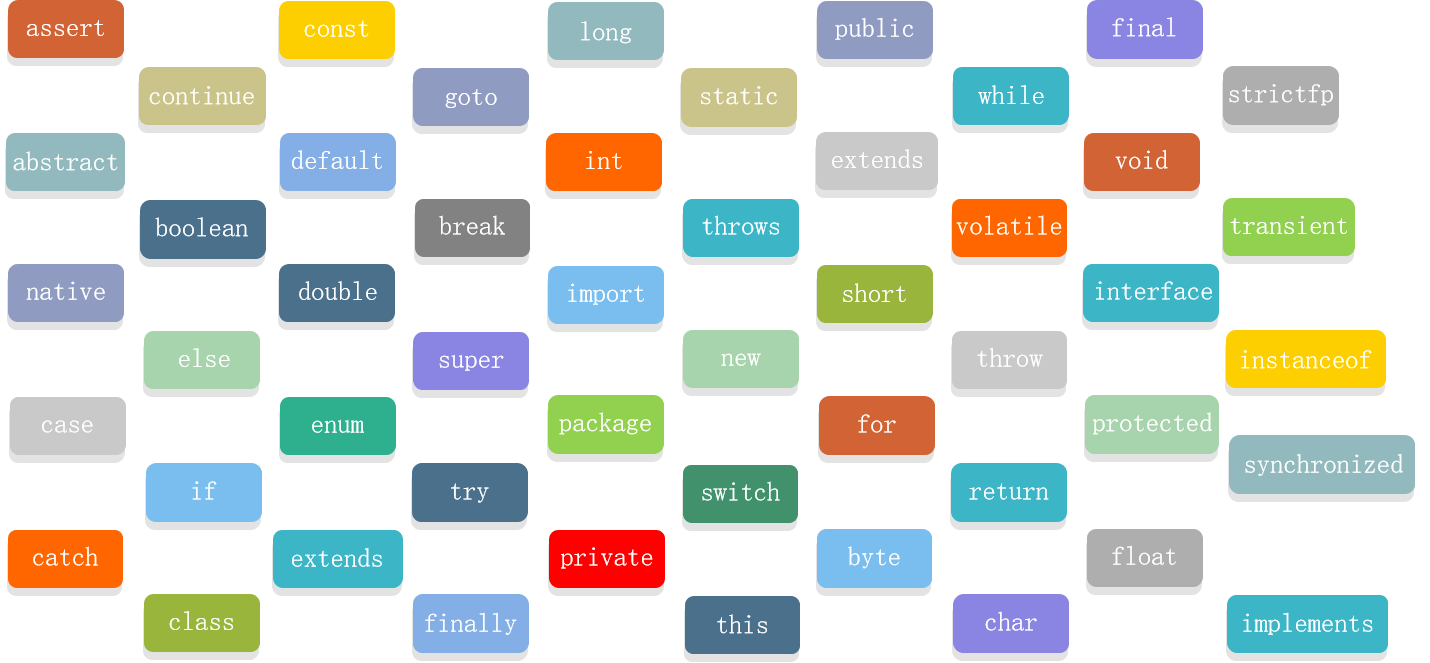 assert
const
long
public
final
continue
goto
static
while
strictfp
abstract
default
int
extends
void
boolean
break
throws
volatile
transient
native
double
import
short
interface
else
super
new
throw
instanceof
case
enum
package
for
protected
synchronized
if
try
switch
return
catch
extends
private
byte
float
class
finally
this
char
implements